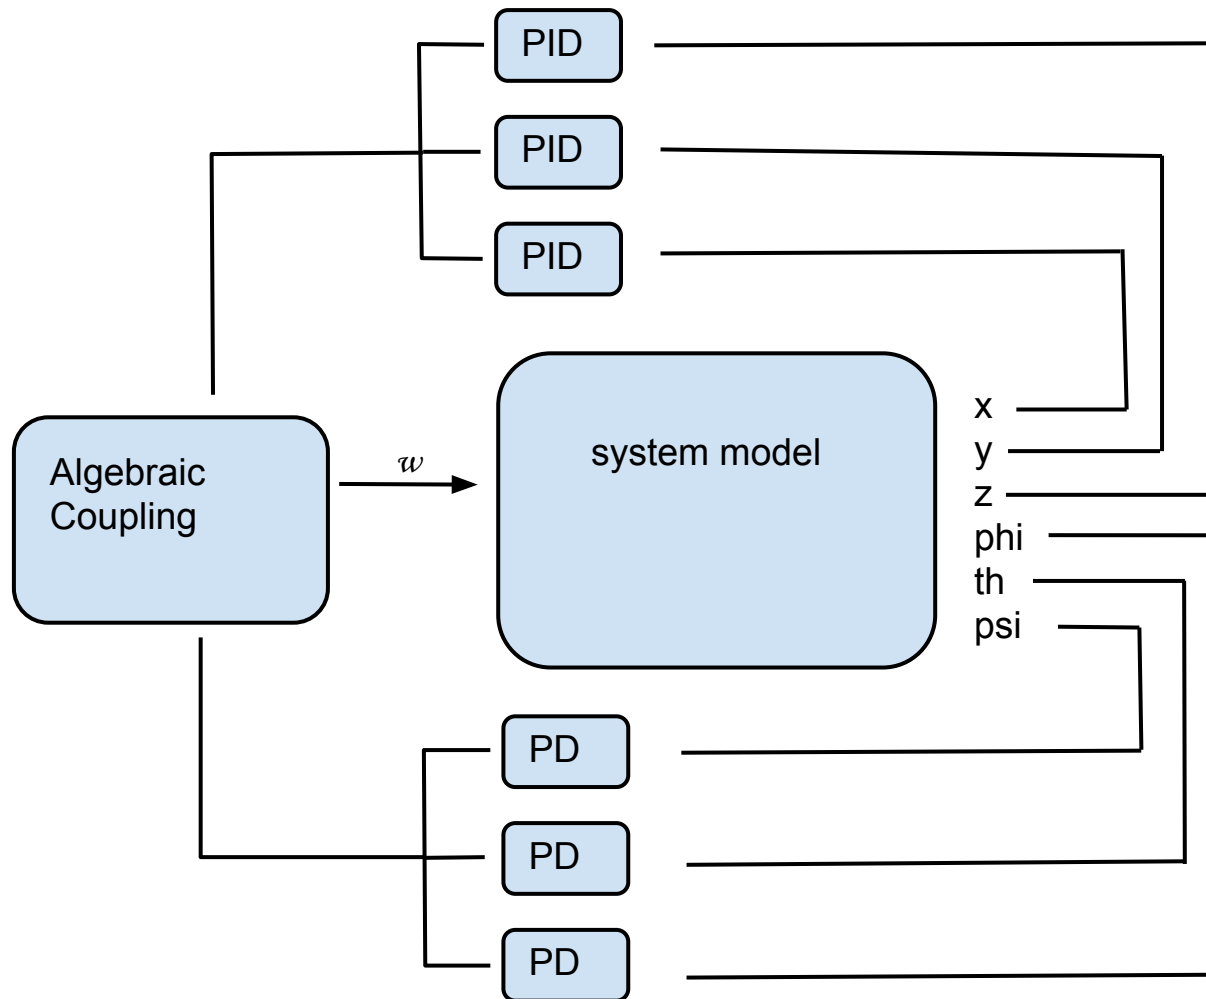 PID
PID
PID
Algebraic
Coupling
w
system model
x
y
z
phi
th
psi
PD
PD
PD